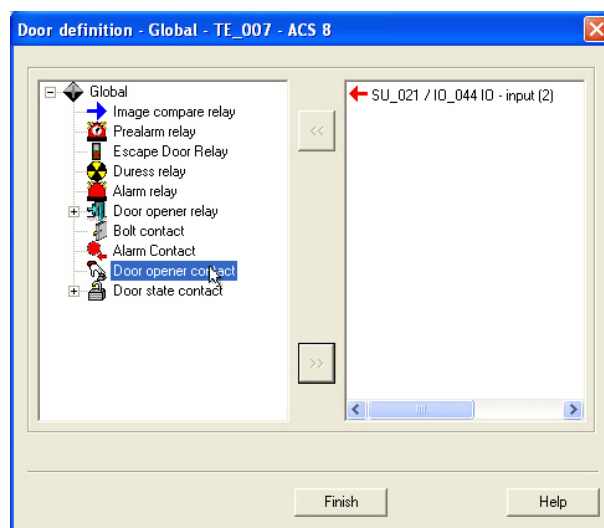 Door definition - Global - TE_007 - ACS 8
Global
Image compare relay
Prealarm relay
Escape Door Relay
Duress relay
Alarm relay
Door opener relay
Bolt contact
Alarm Contact
Door opener contact
Door state contact
<<
>>
SU_021 / IO_044 IO - input (2)
Finish
Help